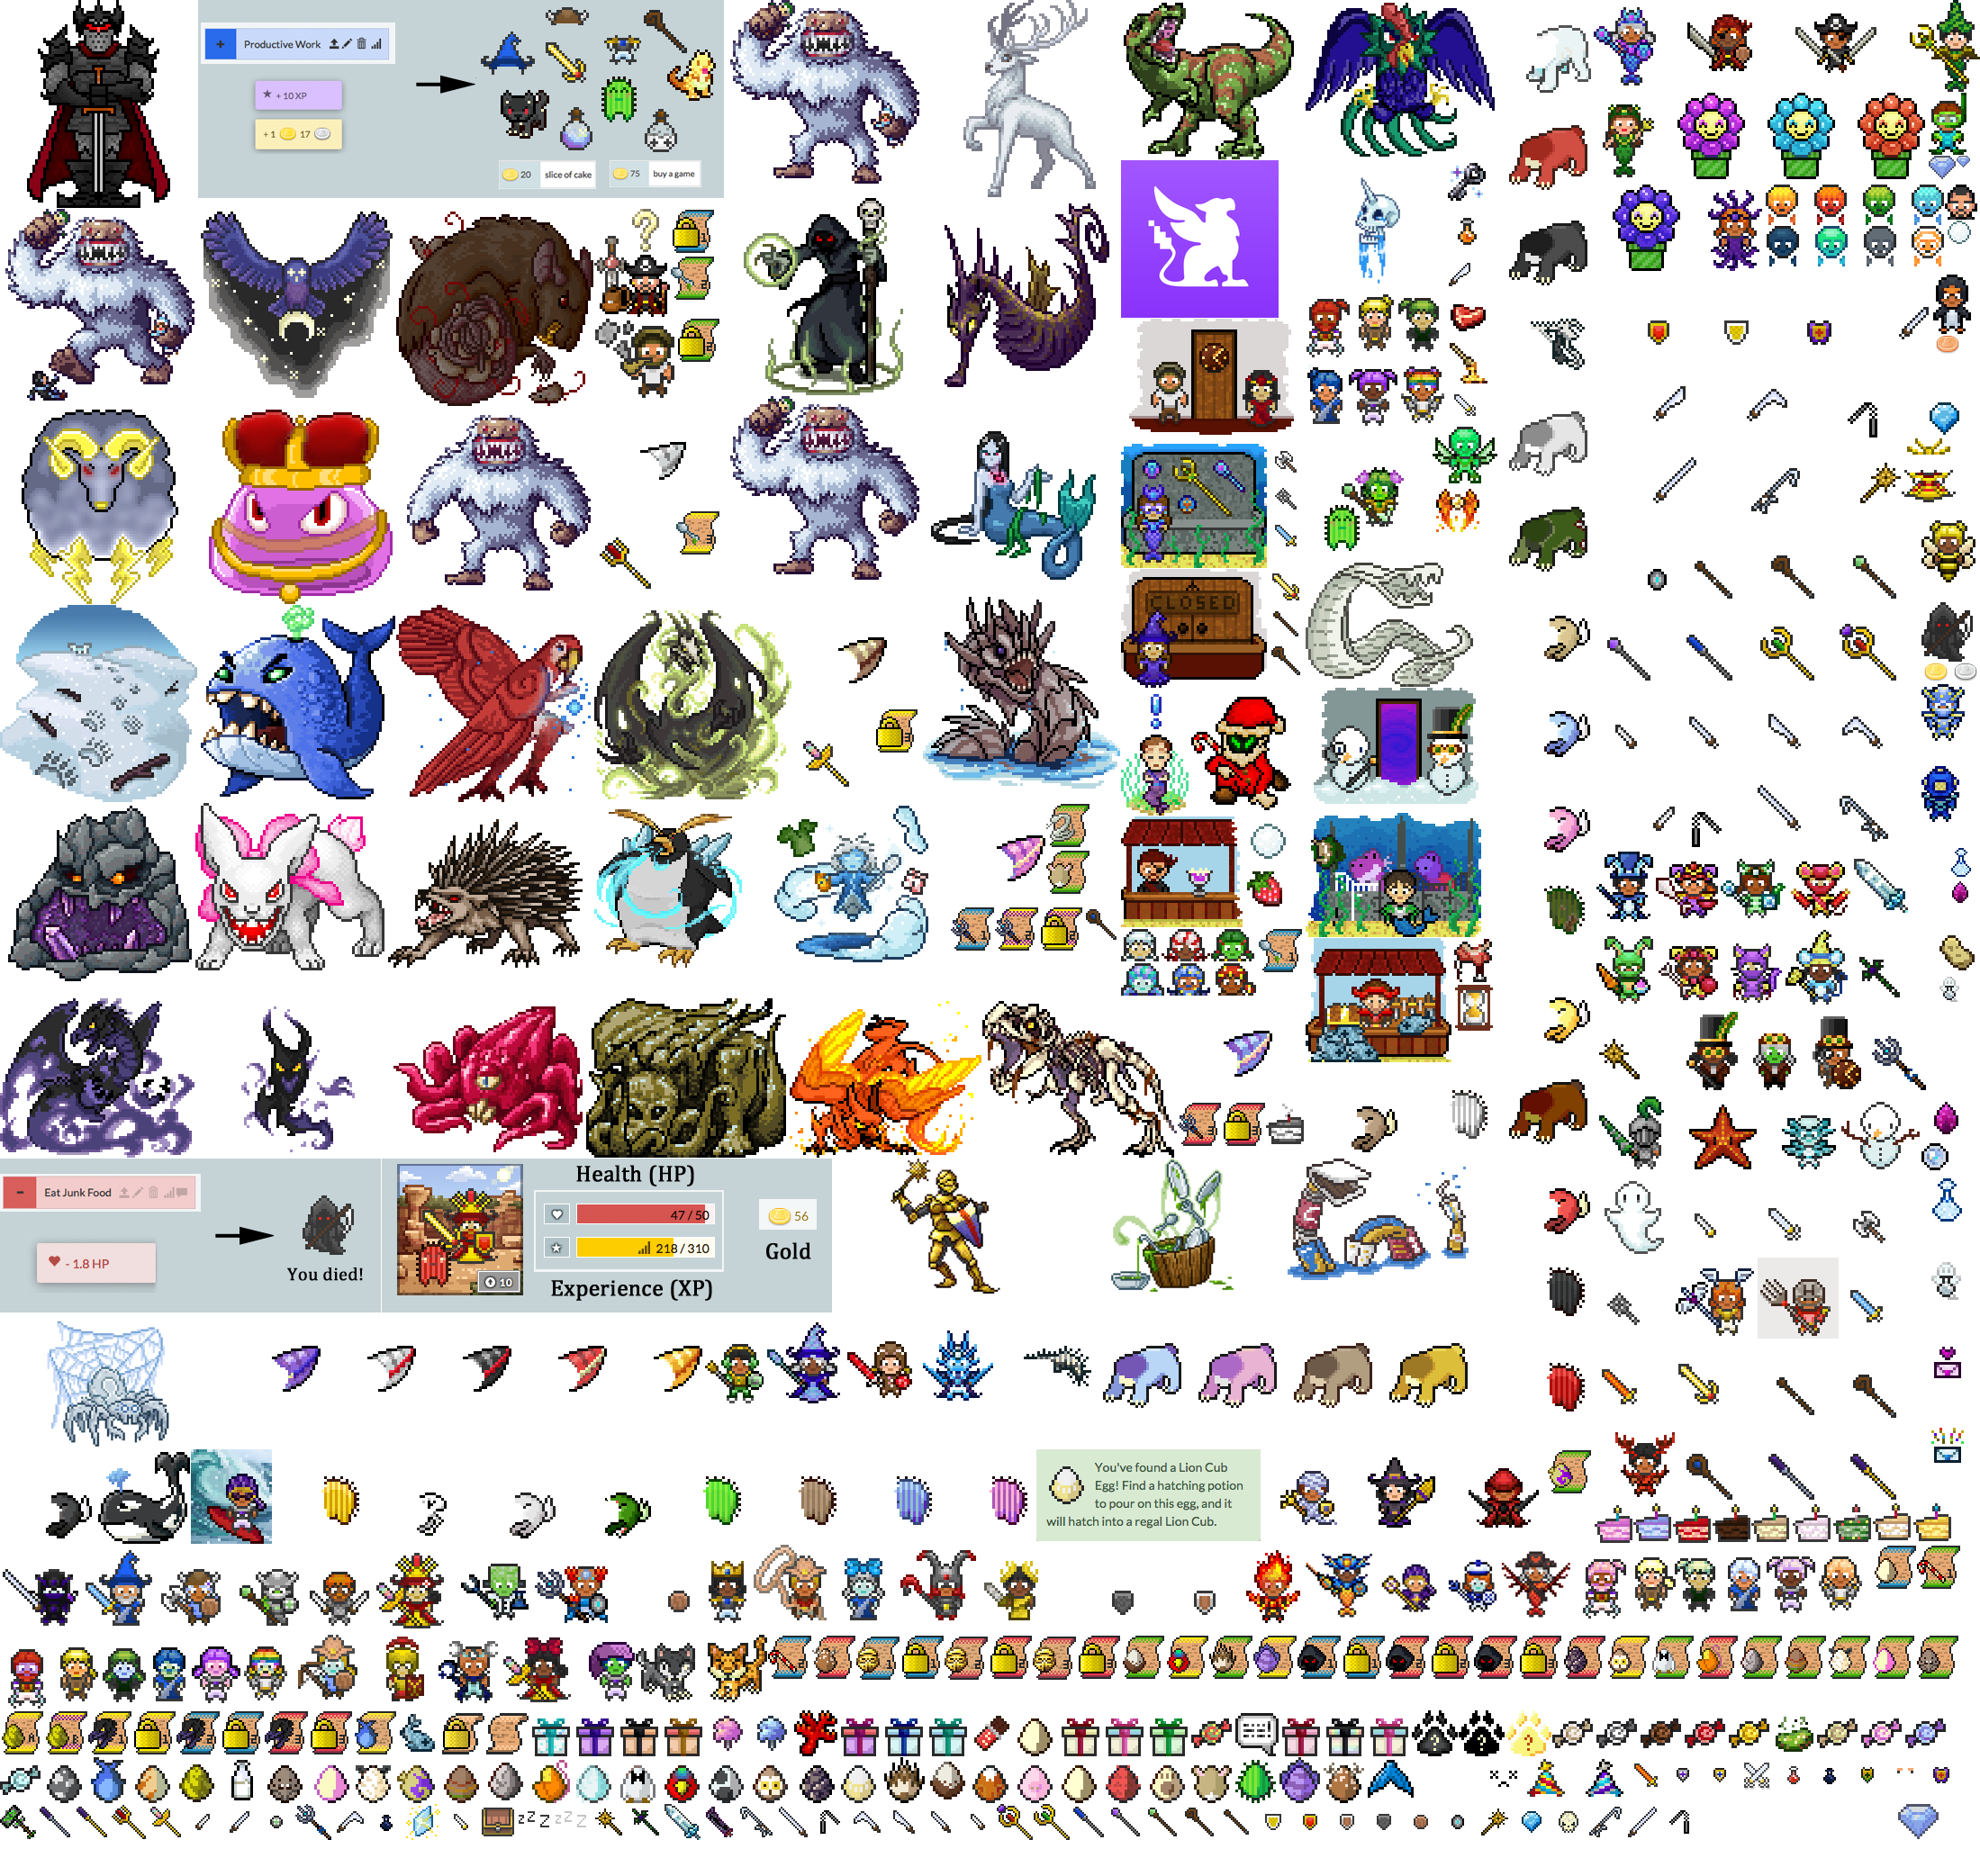 Productive Work
+ 10 XP
+ 1 17
20 slice of cake
75 buy a game
CLOSED
Eat Junk Food
- 1.8 HP
You died!
Health (HP)
47 / 50
218 / 310
Experience (XP)
10
56
Gold
You've found a Lion Cub
Egg! Find a hatching potion
to pour on this egg, and it
will hatch into a regal Lion Cub.
zZZ zZZ